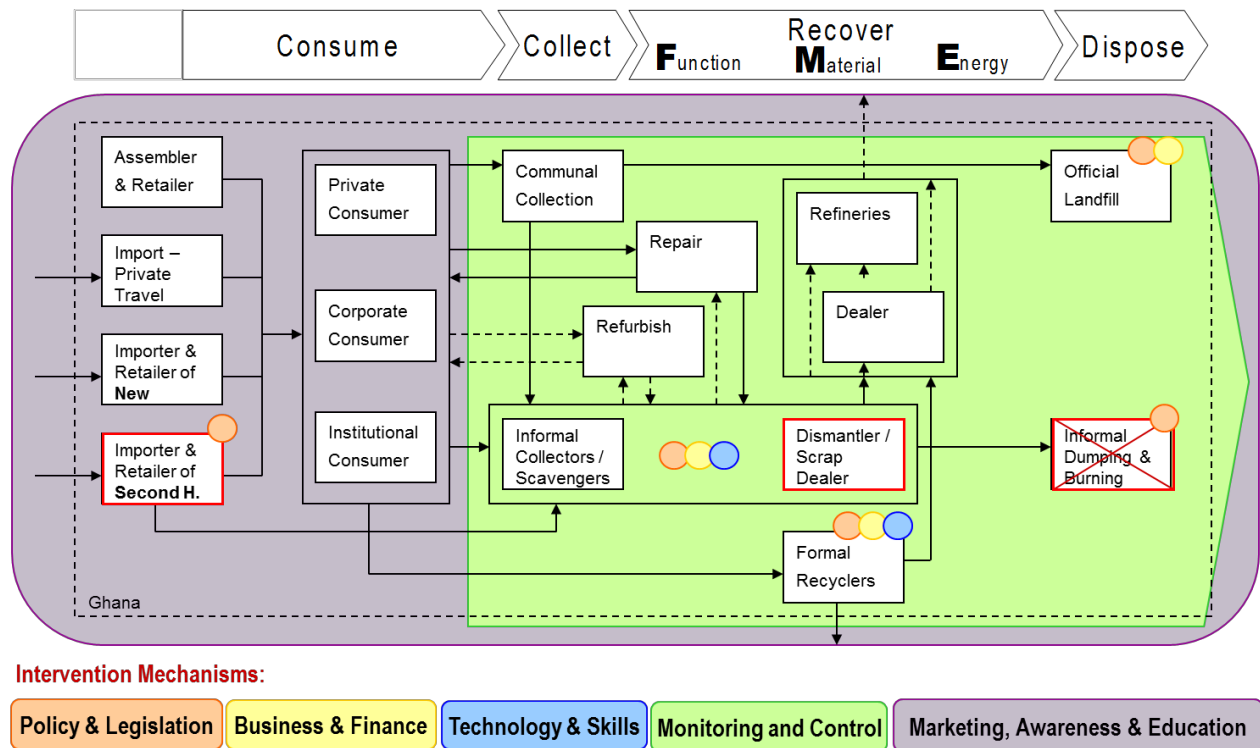 Consume
Collect
Recover
Function
Material
Energy
Dispose
Assembler
& Retailer
Import –
Private
Travel
Importer &
Retailer of
New
Importer &
Retailer of
Second H.
Private
Consumer
Corporate
Consumer
Institutional
Consumer
Communal
Collection
Repair
Refurbish
Informal
Collectors /
Scavengers
Refineries
Dealer
Dismantler /
Scrap
Dealer
Formal
Recyclers
Official
Landfill
Informal
Dumping &
Burning
Ghana
Intervention Mechanisms:
Policy & Legislation
Business & Finance
Technology & Skills
Monitoring and Control
Marketing, Awareness & Education